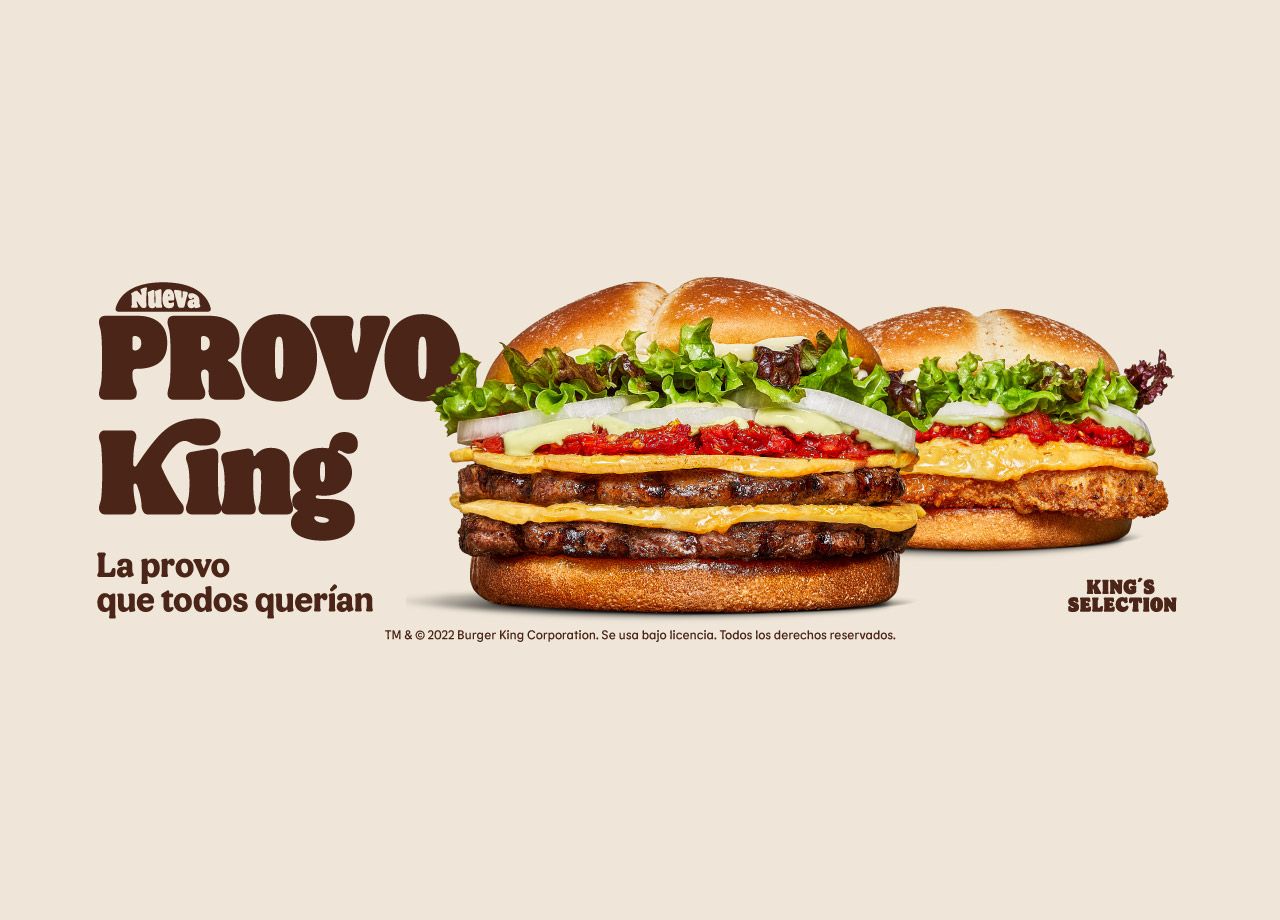 Nueva
PROVO
King
La provo
que todos querían
KING´S
SELECTION
TM & © 2022 Burger King Corporation. Se usa bajo licencia. Todos los derechos reservados.